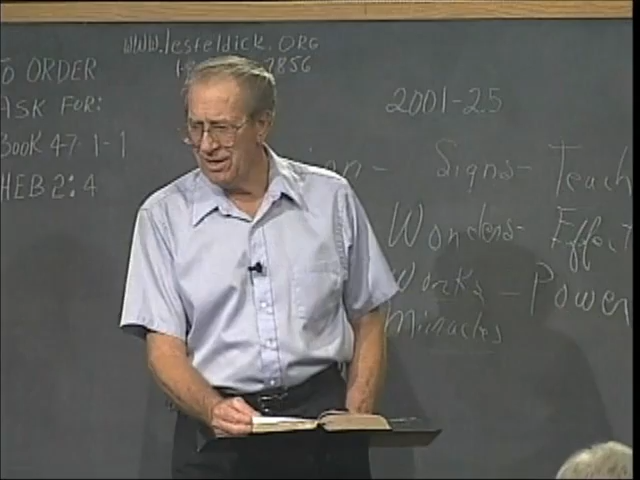 www.lesfeldick.org
TO ORDER
ASK FOR:
BOOK 47 1-1
HEB 2:4
2001-25
Signs- Teach
Wonders- Effect
Works - Power
Miracles